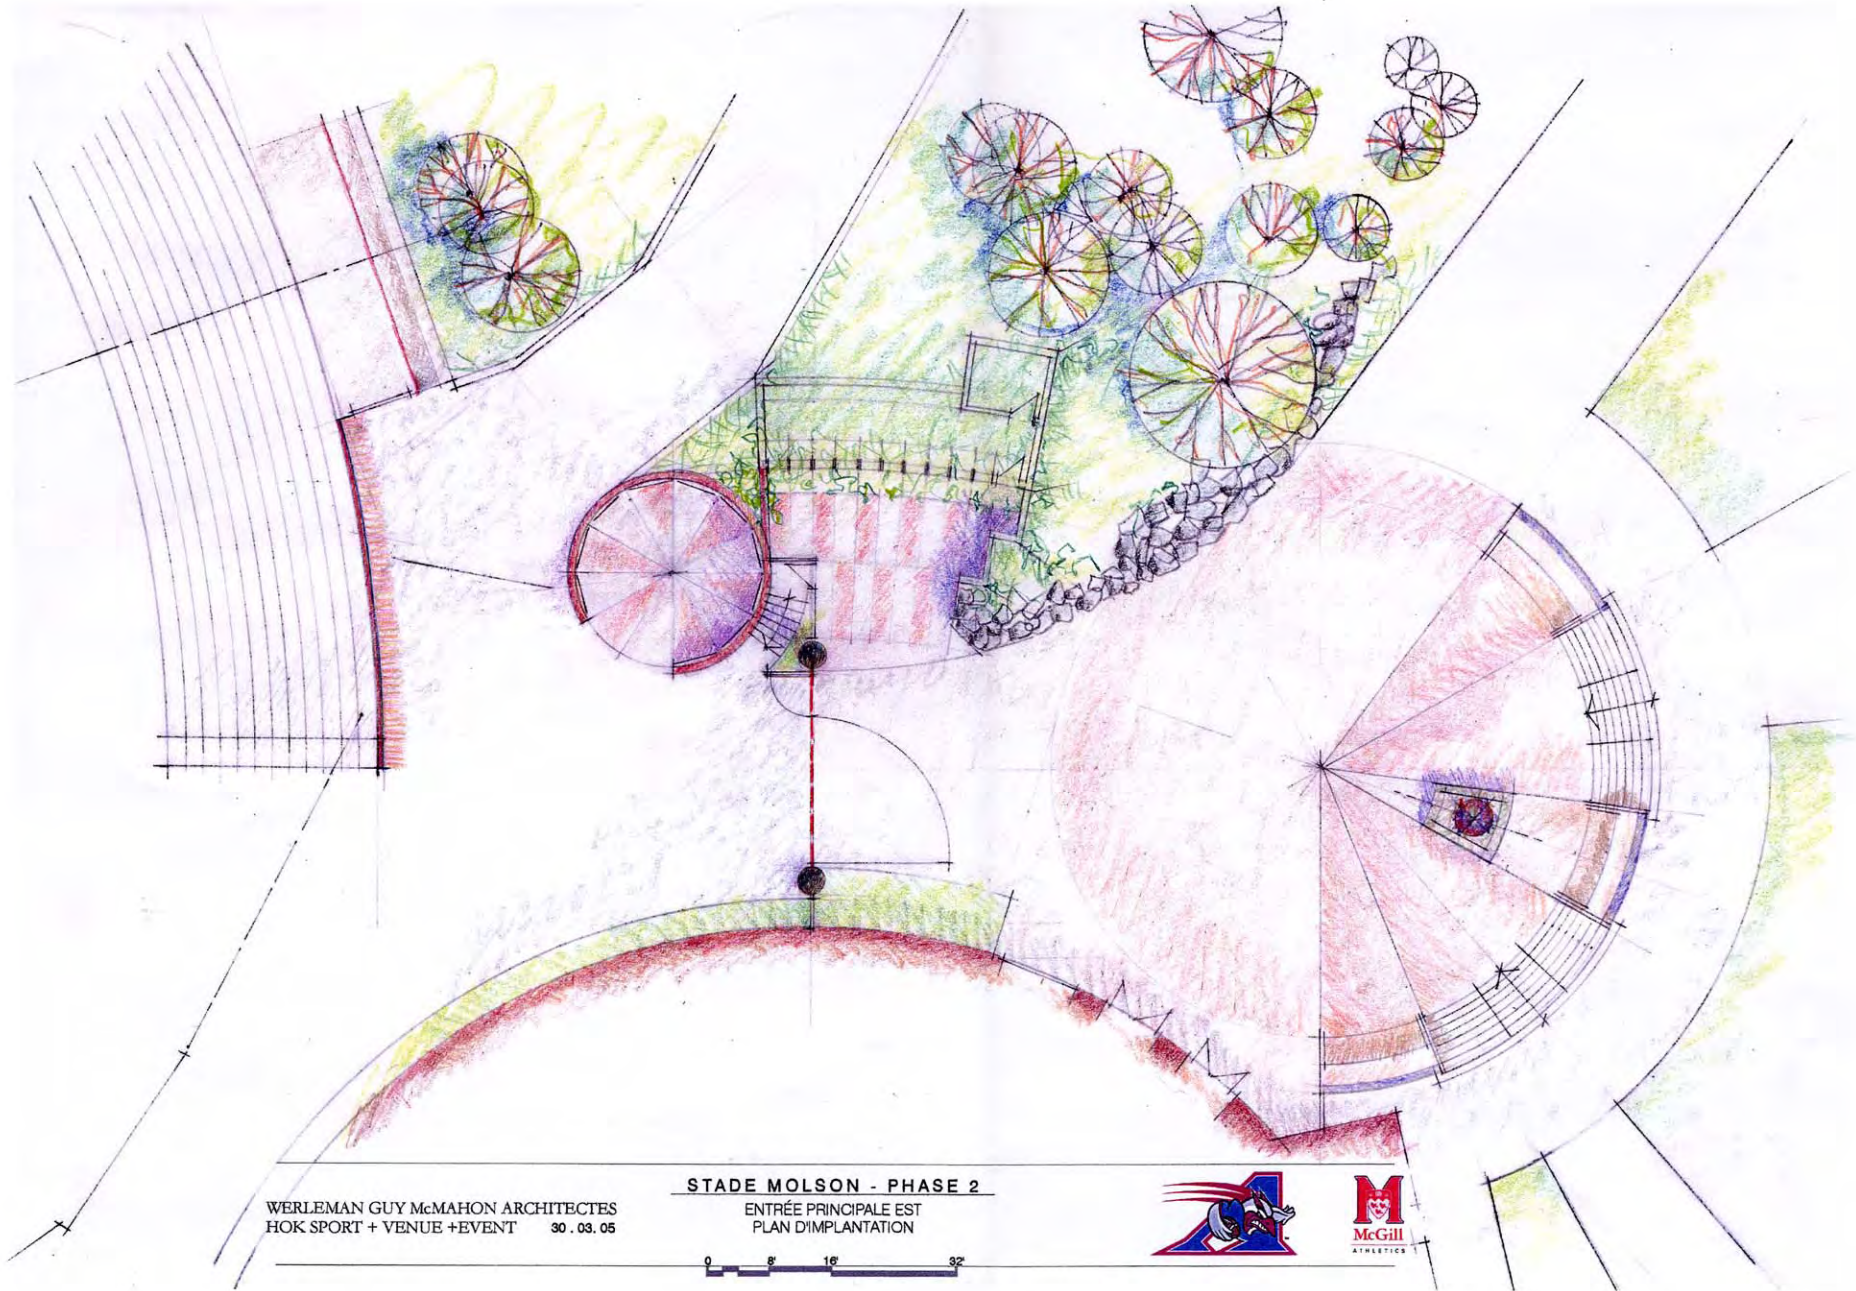 WERLEMAN GUY McMAHON ARCHITECTES
HOK SPORT + VENUE +EVENT 30 . 03. 05
STADE MOLSON - PHASE 2
ENTRÉE PRINCIPALE EST
PLAN D'IMPLANTATION
0 8' 16' 32'
M
McGill
ATHLETICS